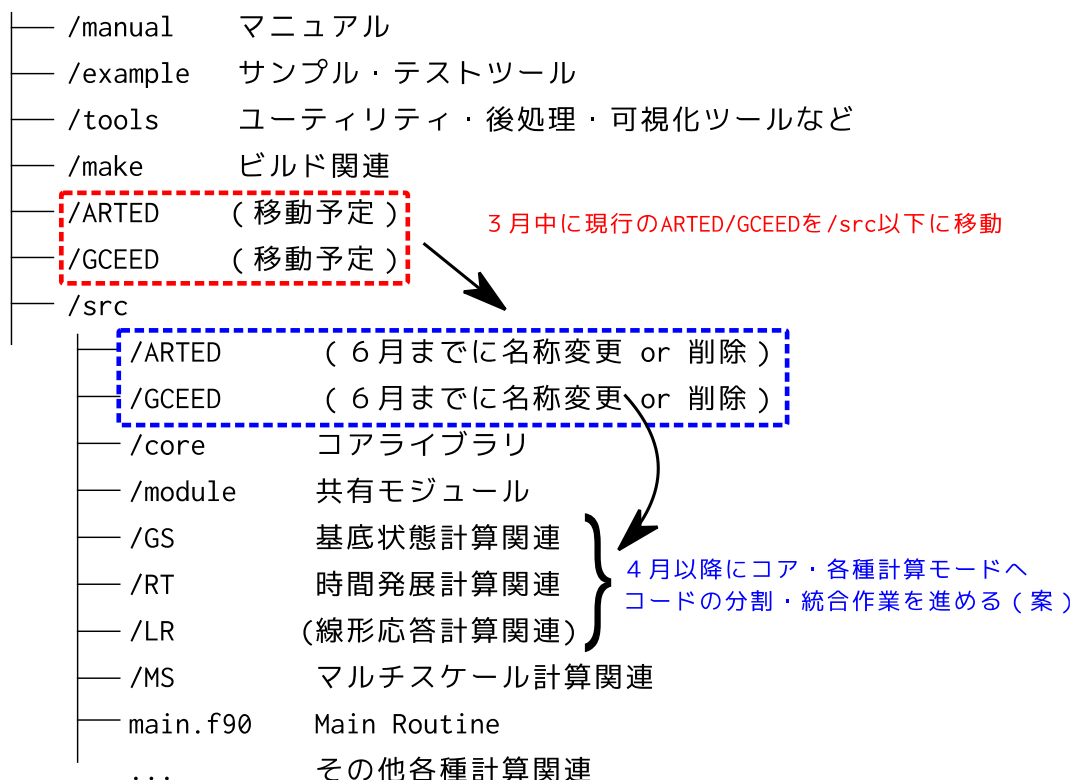 /manual マニュアル
/example サンプル・テストツール
/tools ユーティリティ・後処理・可視化ツールなど
/make ビルド関連
/ARTED (移動予定)
/GCEED (移動予定)
3月中に現行のARTED/GCEEDを/src以下に移動
/src
/ARTED (6月までに名称変更 or 削除)
/GCEED (6月までに名称変更 or 削除)
/core コアライブラリ
/module 共有モジュール
/GS 基底状態計算関連
/RT 時間発展計算関連
/LR (線形応答計算関連)
4月以降にコア・各種計算モードへ
コードの分割・統合作業を進める(案)
/MS マルチスケール計算関連
main.f90 Main Routine
... その他各種計算関連